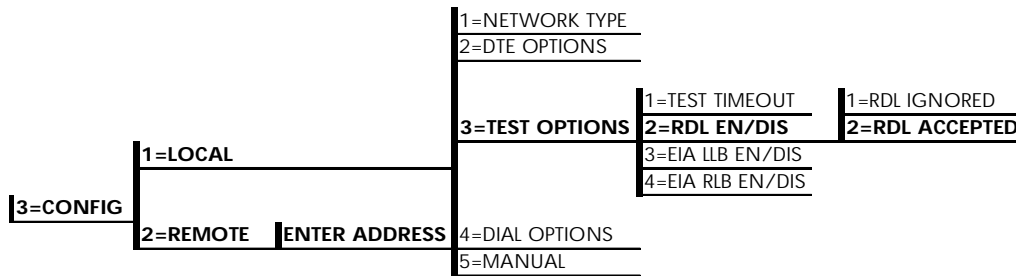 1=NETWORK TYPE
2=DTE OPTIONS
1=TEST TIMEOUT 1=RDL IGNORED
3=TEST OPTIONS 2=RDL EN/DIS 2=RDL ACCEPTED
1=LOCAL 3=EIA LLB EN/DIS
4=EIA RLB EN/DIS
3=CONFIG
2=REMOTE ENTER ADDRESS 4=DIAL OPTIONS
5=MANUAL